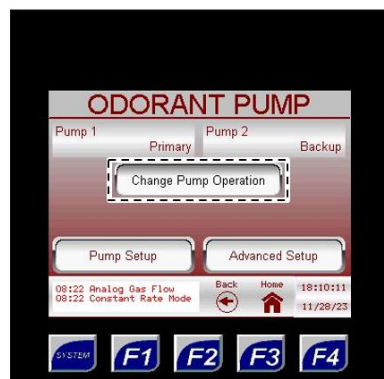 ODORANT PUMP
Pump 1 Pump 2
Primary Backup
Change Pump Operation
Pump Setup Advanced Setup
08:22 Analog Gas Flow
08:22 Constant Rate Mode
Back Home
18:10:11
11/28/23
SYSTEM F1 F2 F3 F4